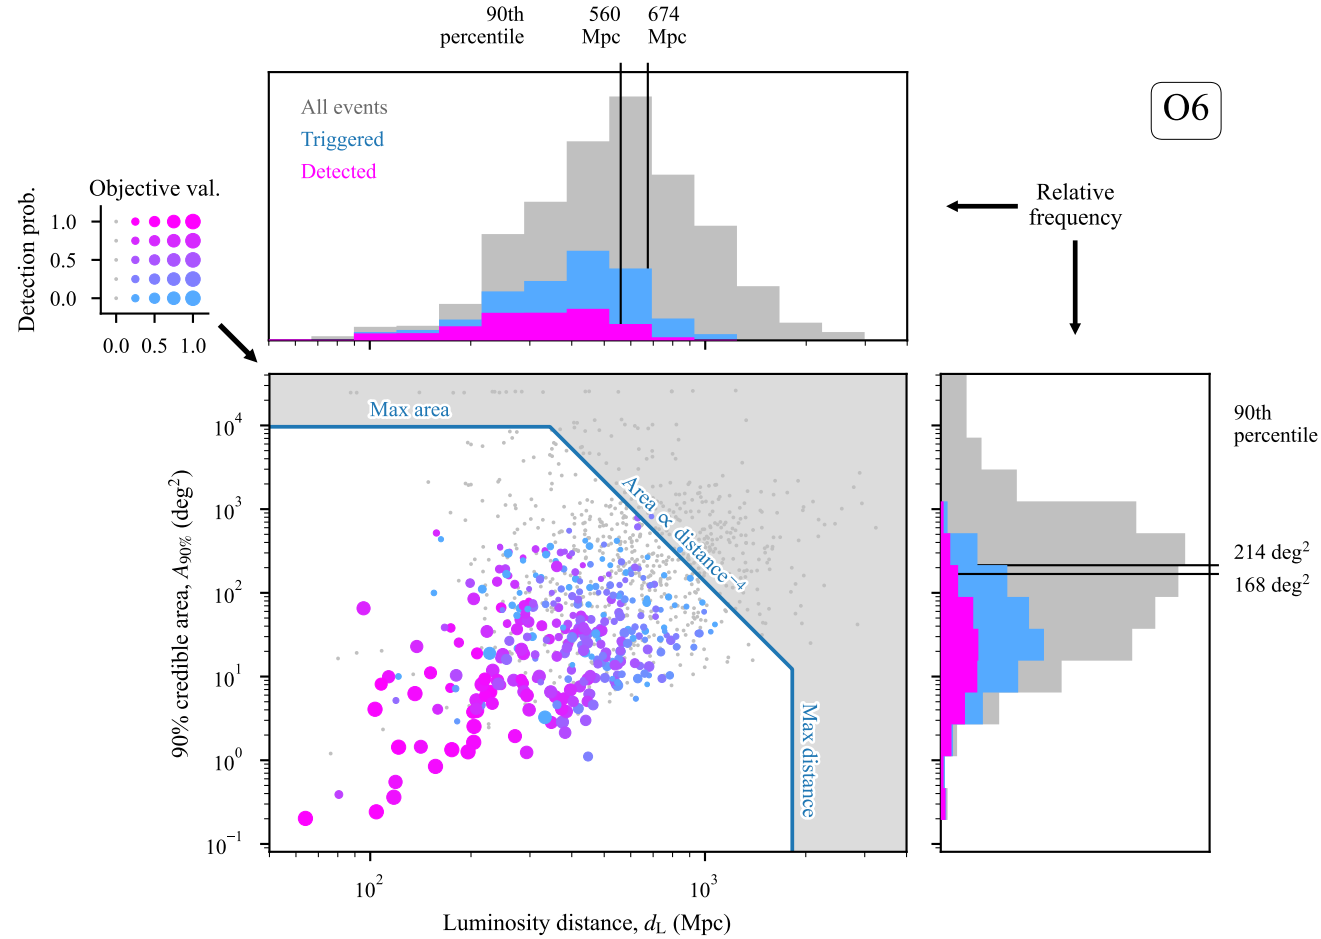 90th
percentile
560
Mpc
674
Mpc
All events
Triggered
Detected
O6
Relative
frequency
Objective val.
Detection prob.
1.0
0.5
0.0
0.0 0.5 1.0
Max area
Area ∝ distance⁻⁴
Max distance
90% credible area, A₉₀% (deg²)
10⁴
10³
10²
10¹
10⁰
10⁻¹
10² 10³
Luminosity distance, d_L (Mpc)
90th
percentile
214 deg²
168 deg²